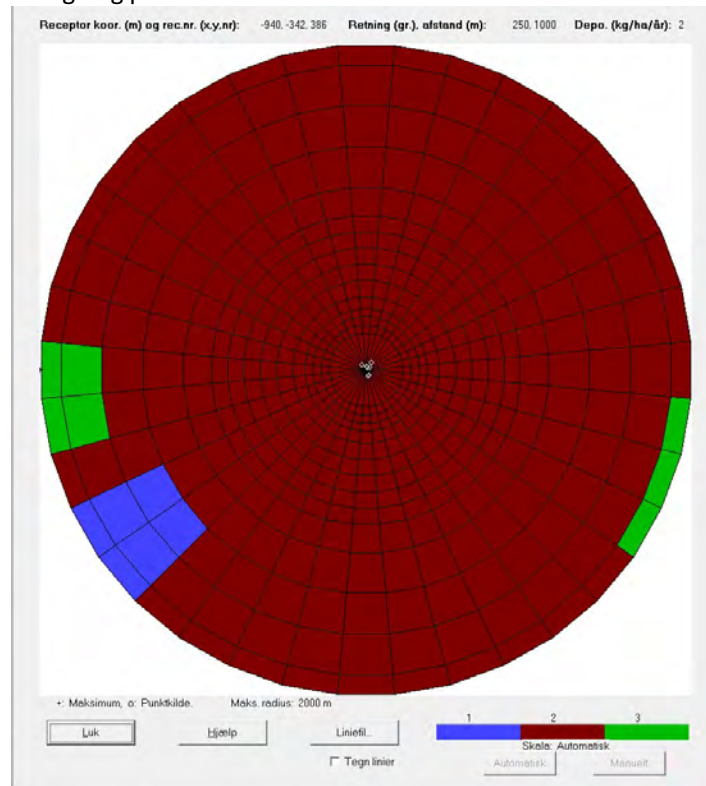 Receptor koor. (m) og rec.nr. (x,y,nr): -940, -342, 386 Retning (gr.), afstand (m): 250, 1000 Depo. (kg/ha/år): 2
+: Maksimum, o: Punktkilde. Maks. radius: 2000 m
1 2 3
Luk Hjælp Liniefil...
Skala: Automatisk
Tegn linier Automatisk Manuelt